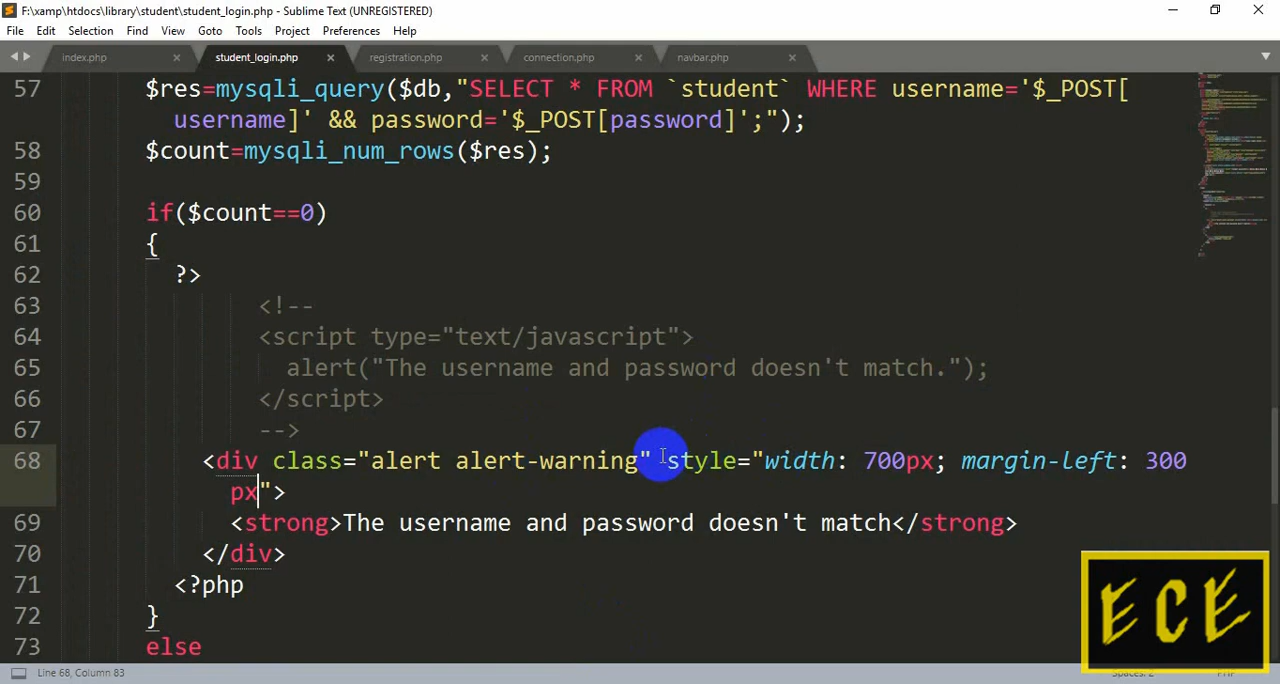 F:\xamp\htdocs\library\student\student_login.php - Sublime Text (UNREGISTERED)
File Edit Selection Find View Goto Tools Project Preferences Help
index.php student_login.php registration.php connection.php navbar.php
57 $res=mysqli_query($db,"SELECT * FROM `student` WHERE username='$_POST[
username]' && password='$_POST[password]';");
58 $count=mysqli_num_rows($res);
59
60 if($count==0)
61 {
62 ?>
63 <!--
64 <script type="text/javascript">
65 alert("The username and password doesn't match.");
66 </script>
67 -->
68 <div class="alert alert-warning" style="width: 700px; margin-left: 300
px">
69 <strong>The username and password doesn't match</strong>
70 </div>
71 <?php
72 }
73 else
ECE
Line 68, Column 83
Spaces: 2
PHP